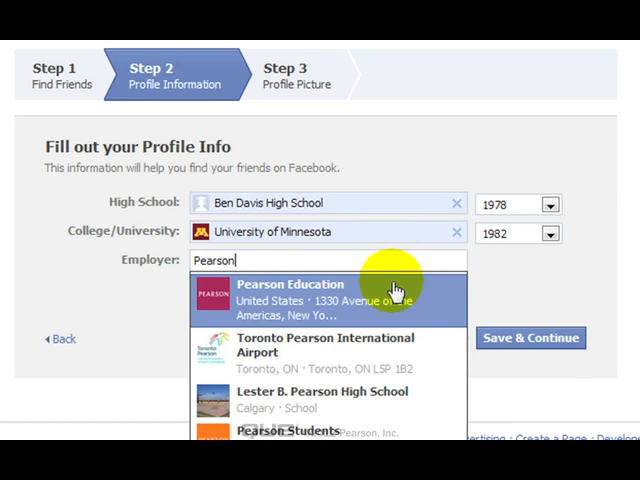 Step 1
Find Friends
Step 2
Profile Information
Step 3
Profile Picture
Fill out your Profile Info
This information will help you find your friends on Facebook.
High School: Ben Davis High School 1978
College/University: University of Minnesota 1982
Employer: Pearson
PEARSON
Pearson Education
United States · 1330 Avenue of the
Americas, New Yo...
Toronto Pearson International
Airport
Toronto, ON · Toronto, ON L5P 1B2
Lester B. Pearson High School
Calgary · School
Pearson Students
Pearson, Inc.
Back
Save & Continue
Create a Page